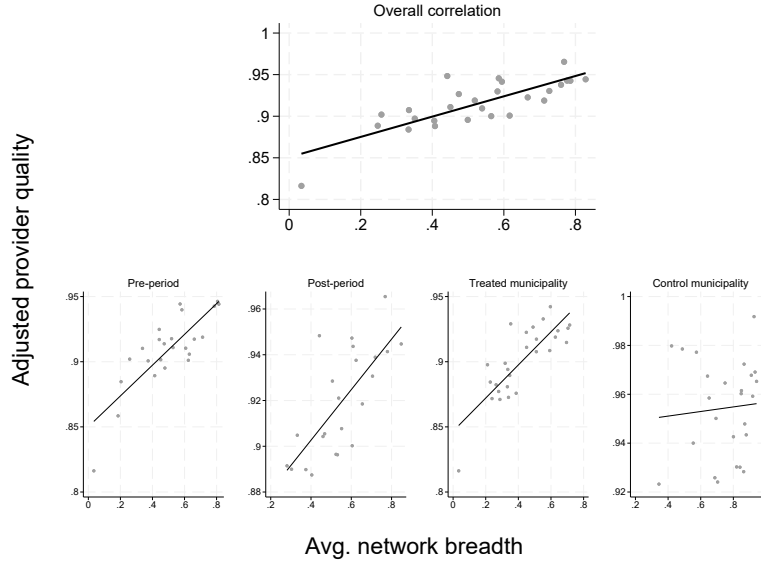 Overall correlation
1
.95
.9
.85
.8
0 .2 .4 .6 .8
Adjusted provider quality
Pre-period
.95
.9
.85
.8
0 .2 .4 .6 .8
Post-period
.96
.94
.92
.9
.88
.2 .4 .6 .8
Treated municipality
.95
.9
.85
.8
0 .2 .4 .6 .8
Control municipality
1
.98
.96
.94
.92
.2 .4 .6 .8
Avg. network breadth